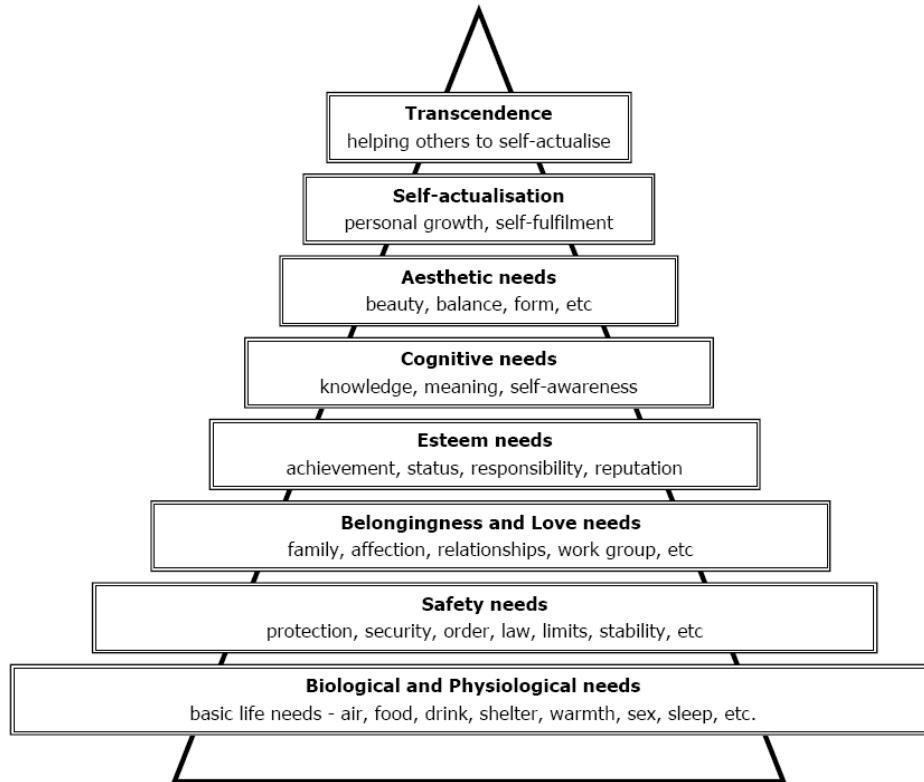 Transcendence
helping others to self-actualise
Self-actualisation
personal growth, self-fulfilment
Aesthetic needs
beauty, balance, form, etc
Cognitive needs
knowledge, meaning, self-awareness
Esteem needs
achievement, status, responsibility, reputation
Belongingness and Love needs
family, affection, relationships, work group, etc
Safety needs
protection, security, order, law, limits, stability, etc
Biological and Physiological needs
basic life needs - air, food, drink, shelter, warmth, sex, sleep, etc.